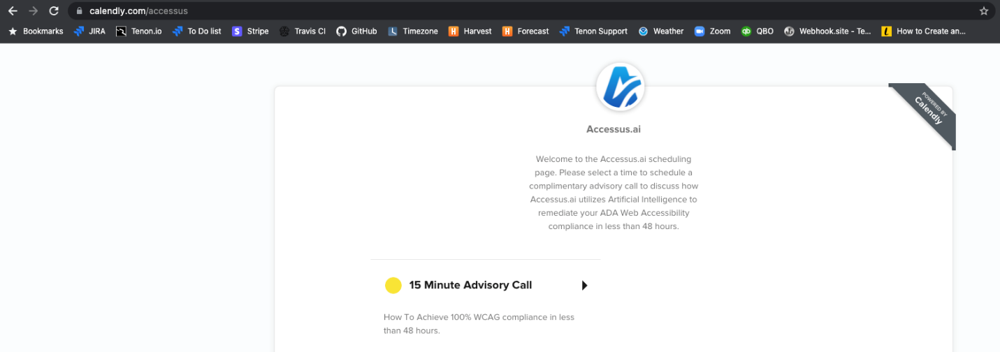 calendly.com/accessus
Bookmarks JIRA Tenon.io To Do list S Stripe Travis CI GitHub L Timezone H Harvest H Forecast Tenon Support Weather Zoom qb QBO Webhook.site - Te... L How to Create an...
POWERED BY
Calendly
Accessus.ai
Welcome to the Accessus.ai scheduling
page. Please select a time to schedule a
complimentary advisory call to discuss how
Accessus.ai utilizes Artificial Intelligence to
remediate your ADA Web Accessibility
compliance in less than 48 hours.
15 Minute Advisory Call
How To Achieve 100% WCAG compliance in less
than 48 hours.